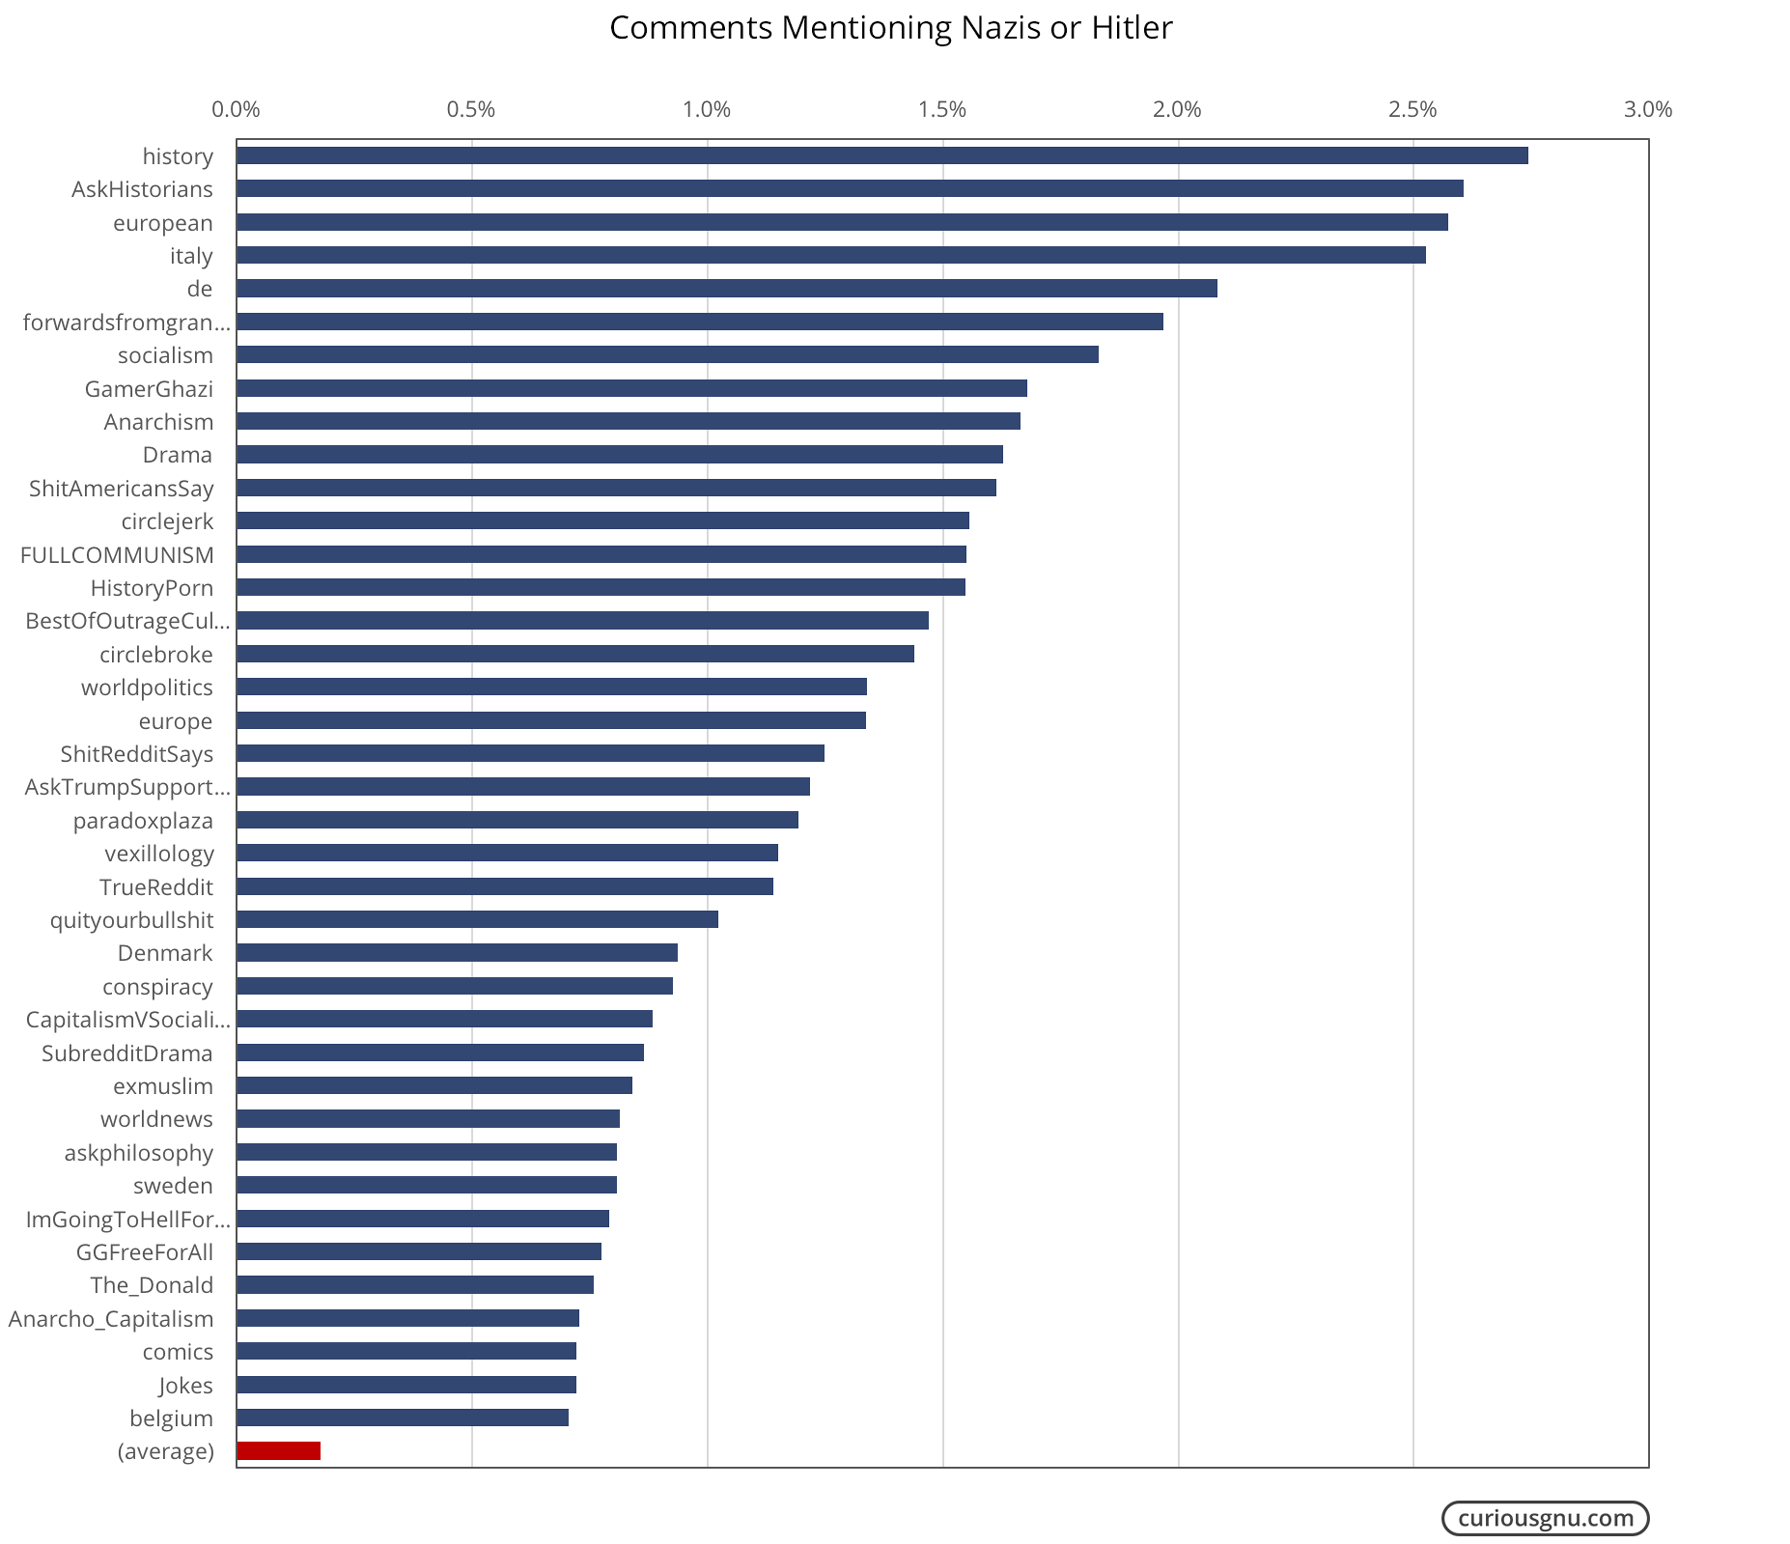 Comments Mentioning Nazis or Hitler
0.0% 0.5% 1.0% 1.5% 2.0% 2.5% 3.0%
history
AskHistorians
european
italy
de
forwardsfromgran...
socialism
GamerGhazi
Anarchism
Drama
ShitAmericansSay
circlejerk
FULLCOMMUNISM
HistoryPorn
BestOfOutrageCul...
circlebroke
worldpolitics
europe
ShitRedditSays
AskTrumpSupport...
paradoxplaza
vexillology
TrueReddit
quityourbullshit
Denmark
conspiracy
CapitalismVSociali...
SubredditDrama
exmuslim
worldnews
askphilosophy
sweden
ImGoingToHellFor...
GGFreeForAll
The_Donald
Anarcho_Capitalism
comics
Jokes
belgium
(average)
curiousgnu.com